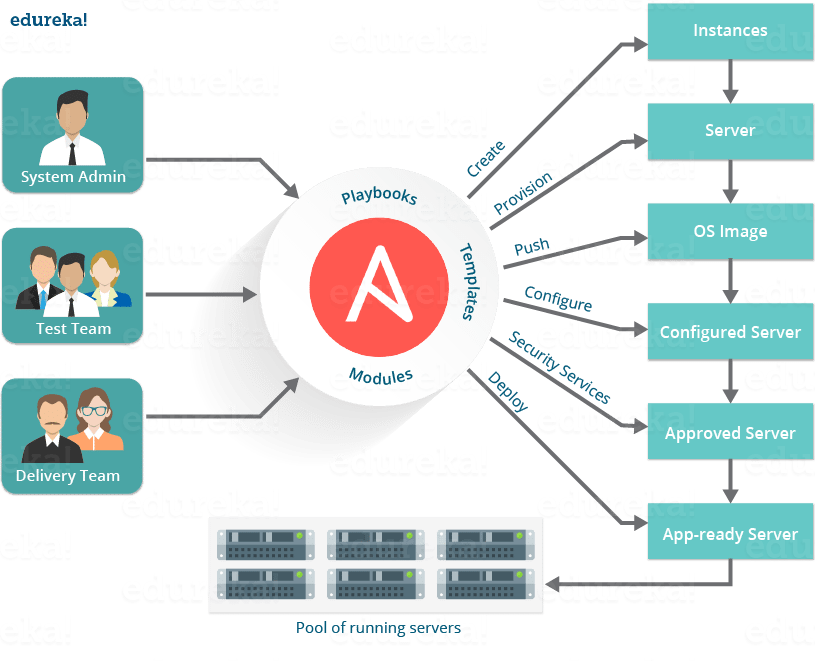 edureka!
System Admin
Test Team
Delivery Team
Playbooks
Templates
Modules
Create
Provision
Push
Configure
Security Services
Deploy
Instances
Server
OS Image
Configured Server
Approved Server
App-ready Server
Pool of running servers